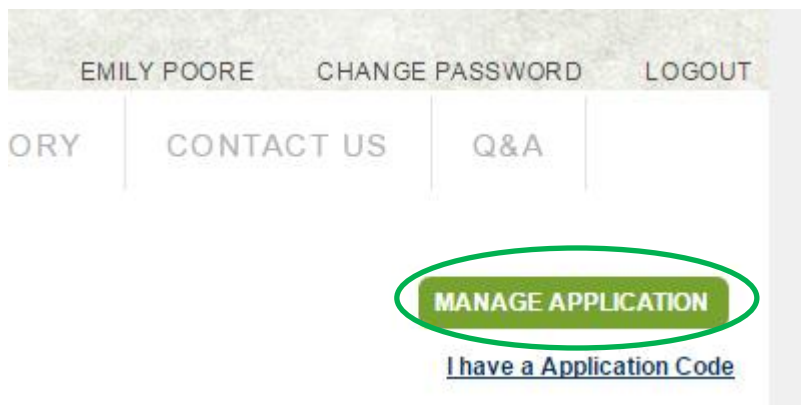 EMILY POORE CHANGE PASSWORD LOGOUT
ORY CONTACT US Q&A
MANAGE APPLICATION
I have a Application Code